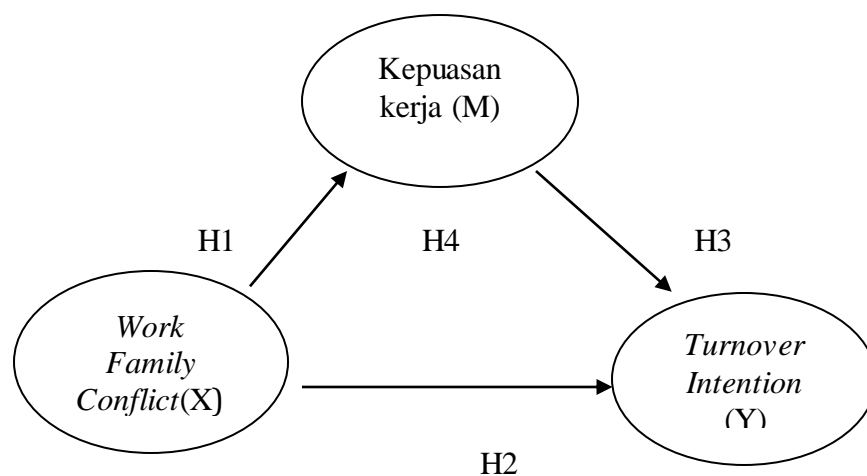 Kepuasan
kerja (M)
H1
H4
H3
Work
Family
Conflict(X)
Turnover
Intention
(Y)
H2